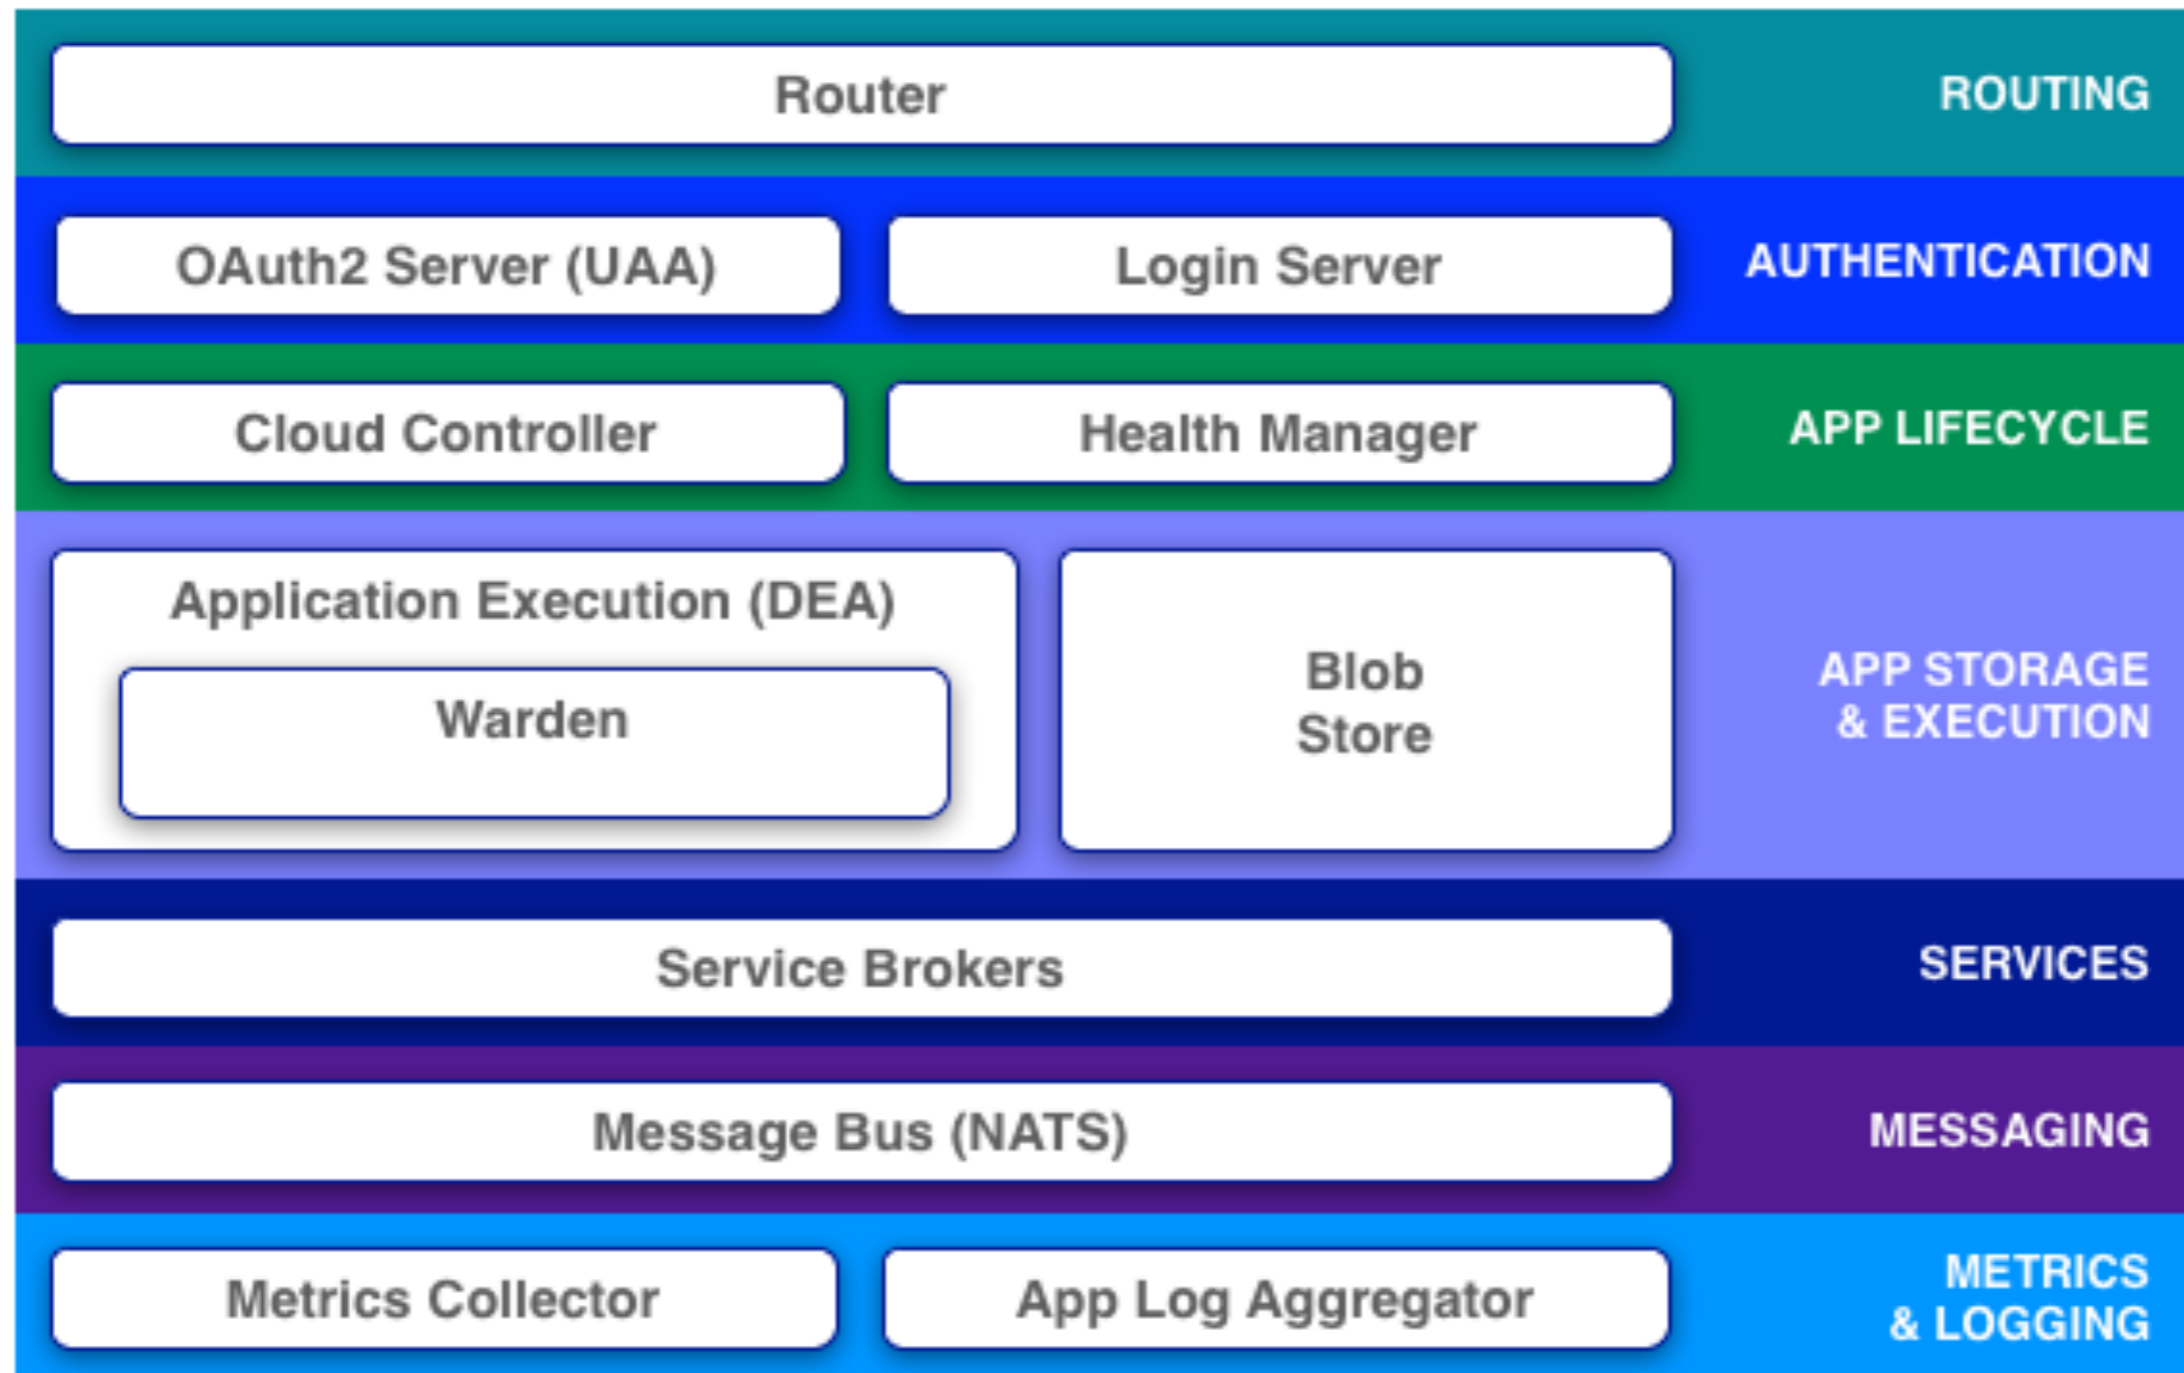 Router
ROUTING
OAuth2 Server (UAA)
Login Server
AUTHENTICATION
Cloud Controller
Health Manager
APP LIFECYCLE
Application Execution (DEA)
Warden
Blob
Store
APP STORAGE
& EXECUTION
Service Brokers
SERVICES
Message Bus (NATS)
MESSAGING
Metrics Collector
App Log Aggregator
METRICS
& LOGGING